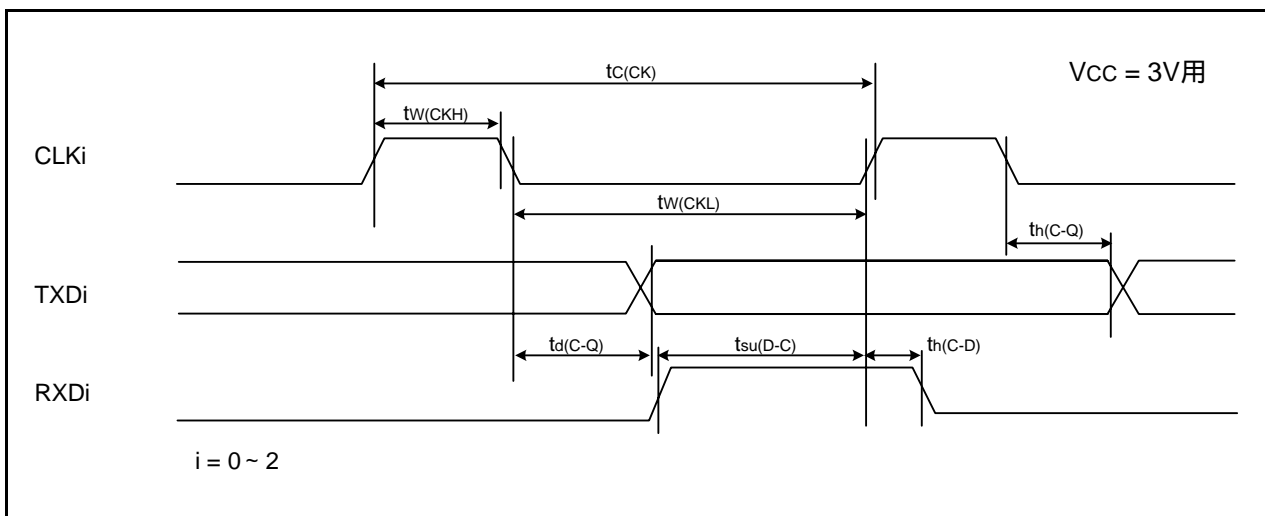 VCC = 3V用
tC(CK)
tW(CKH)
CLKi
tW(CKL)
th(C-Q)
TXDi
td(C-Q)
tsu(D-C)
th(C-D)
RXDi
i = 0 ~ 2